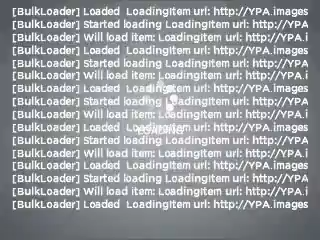 [BulkLoader] Loaded LoadingItem url: http://YPA.images
[BulkLoader] Started loading LoadingItem url: http://YPA
[BulkLoader] Will load item: LoadingItem url: http://YPA.i
[BulkLoader] Loaded LoadingItem url: http://YPA.images
[BulkLoader] Started loading LoadingItem url: http://YPA
[BulkLoader] Will load item: LoadingItem url: http://YPA.i
[BulkLoader] Loaded LoadingItem url: http://YPA.images
[BulkLoader] Started loading LoadingItem url: http://YPA
[BulkLoader] Will load item: LoadingItem url: http://YPA.i
[BulkLoader] Loaded LoadingItem url: http://YPA.images
LOADING
[BulkLoader] Started loading LoadingItem url: http://YPA
[BulkLoader] Will load item: LoadingItem url: http://YPA.i
[BulkLoader] Loaded LoadingItem url: http://YPA.images
[BulkLoader] Started loading LoadingItem url: http://YPA
[BulkLoader] Will load item: LoadingItem url: http://YPA.i
[BulkLoader] Loaded LoadingItem url: http://YPA.images